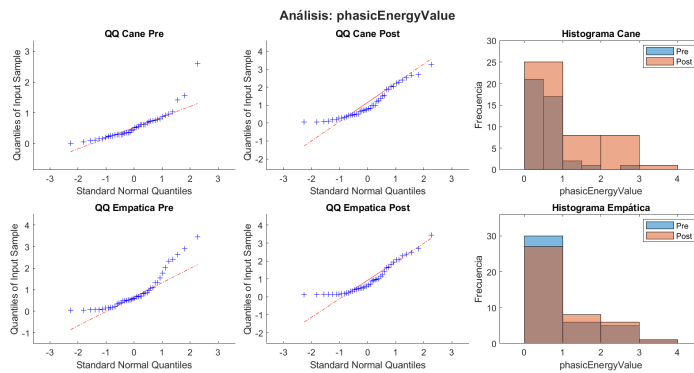 Análisis: phasicEnergyValue
QQ Cane Pre
Quantiles of Input Sample
3
2
1
0
-3 -2 -1 0 1 2 3
Standard Normal Quantiles
QQ Cane Post
Quantiles of Input Sample
4
3
2
1
0
-1
-2
-3 -2 -1 0 1 2 3
Standard Normal Quantiles
Histograma Cane
Frecuencia
30
25
20
15
10
5
0
Pre
Post
0 1 2 3 4
phasicEnergyValue
QQ Empatica Pre
Quantiles of Input Sample
4
3
2
1
0
-1
-3 -2 -1 0 1 2 3
Standard Normal Quantiles
QQ Empatica Post
Quantiles of Input Sample
4
3
2
1
0
-1
-2
-3 -2 -1 0 1 2 3
Standard Normal Quantiles
Histograma Empática
Frecuencia
30
20
10
0
Pre
Post
0 1 2 3 4
phasicEnergyValue